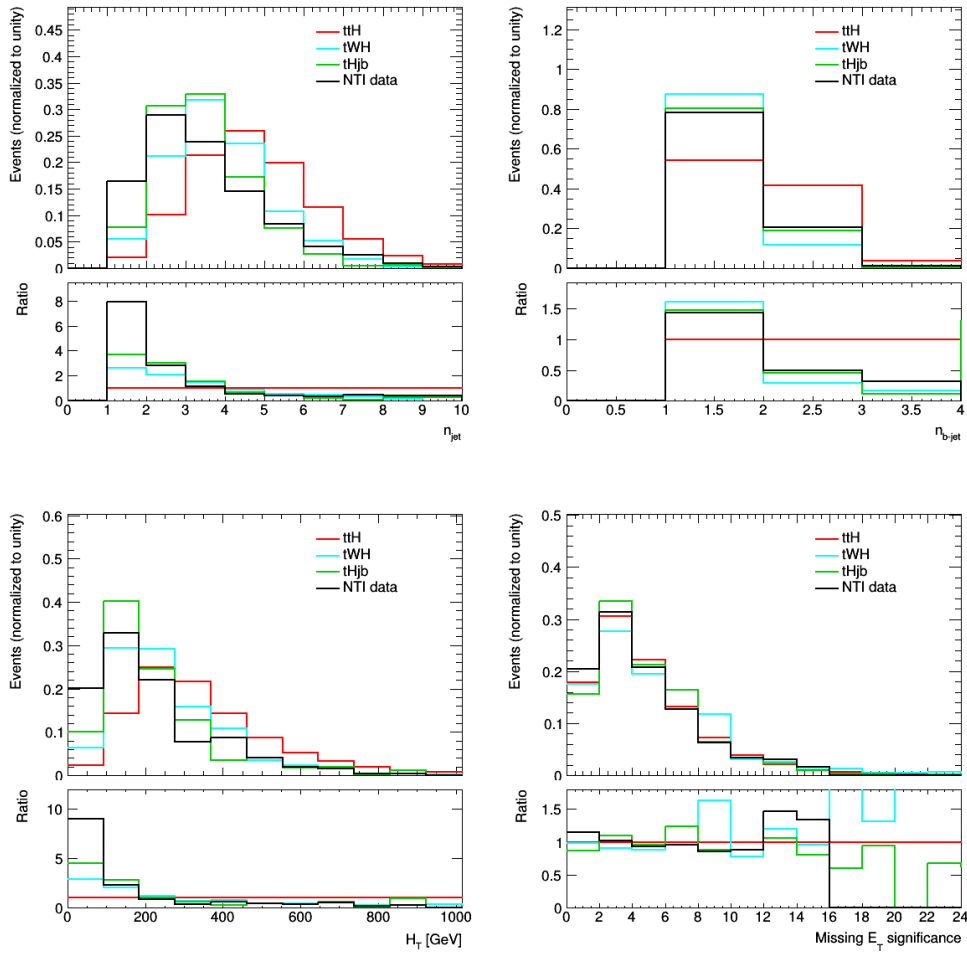 Events (normalized to unity)
0.45
0.4
0.35
0.3
0.25
0.2
0.15
0.1
0.05
0
ttH
tWH
tHjb
NTI data
Ratio
8
6
4
2
0
0 1 2 3 4 5 6 7 8 9 10
n_jet
Events (normalized to unity)
1.2
1
0.8
0.6
0.4
0.2
0
ttH
tWH
tHjb
NTI data
Ratio
1.5
1
0.5
0
0 0.5 1 1.5 2 2.5 3 3.5 4
n_b-jet
Events (normalized to unity)
0.6
0.5
0.4
0.3
0.2
0.1
0
ttH
tWH
tHjb
NTI data
Ratio
10
5
0
0 200 400 600 800 1000
H_T [GeV]
Events (normalized to unity)
0.5
0.4
0.3
0.2
0.1
0
ttH
tWH
tHjb
NTI data
Ratio
1.5
1
0.5
0
0 2 4 6 8 10 12 14 16 18 20 22 24
Missing E_T significance